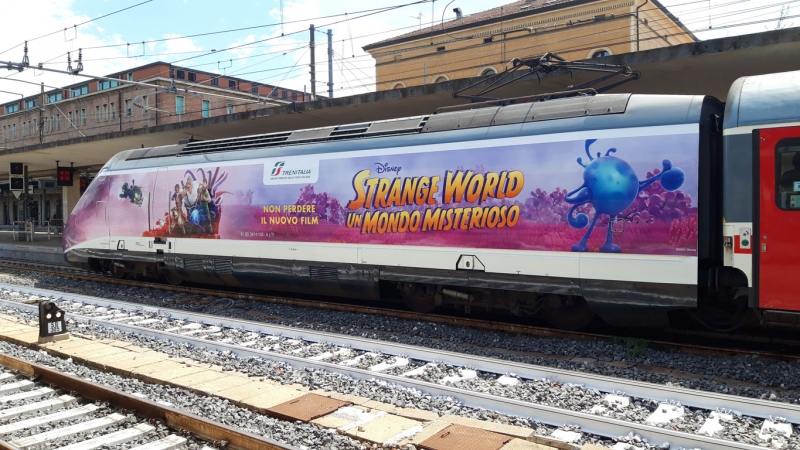 TRENITALIA
NON PERDERE
IL NUOVO FILM
Disney
STRANGE WORLD
UN MONDO MISTERIOSO